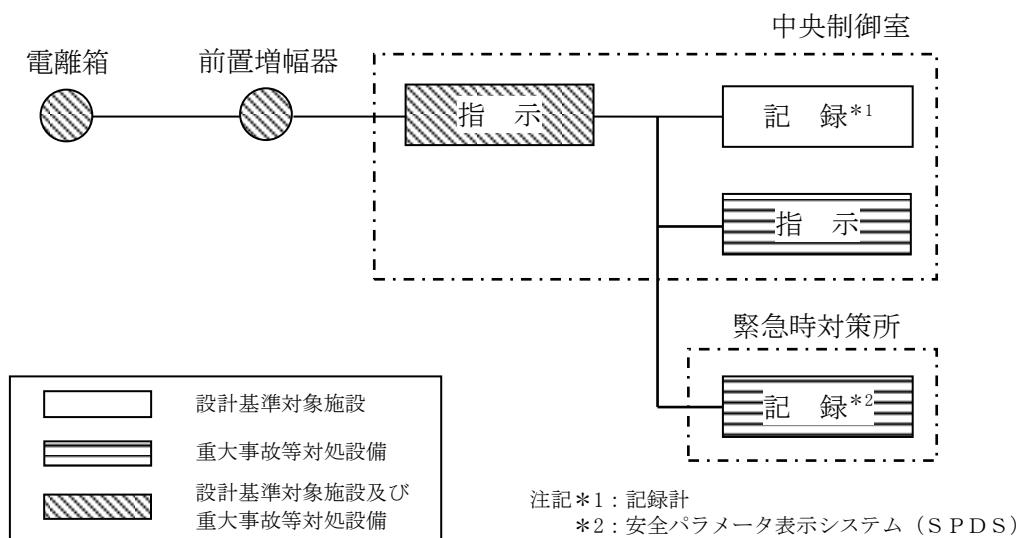 中央制御室
電離箱
前置増幅器
指 示
記 録*1
指 示
緊急時対策所
記 録*2
設計基準対象施設
重大事故等対処設備
設計基準対象施設及び
重大事故等対処設備
注記*1：記録計
*2：安全パラメータ表示システム（ＳＰＤＳ）